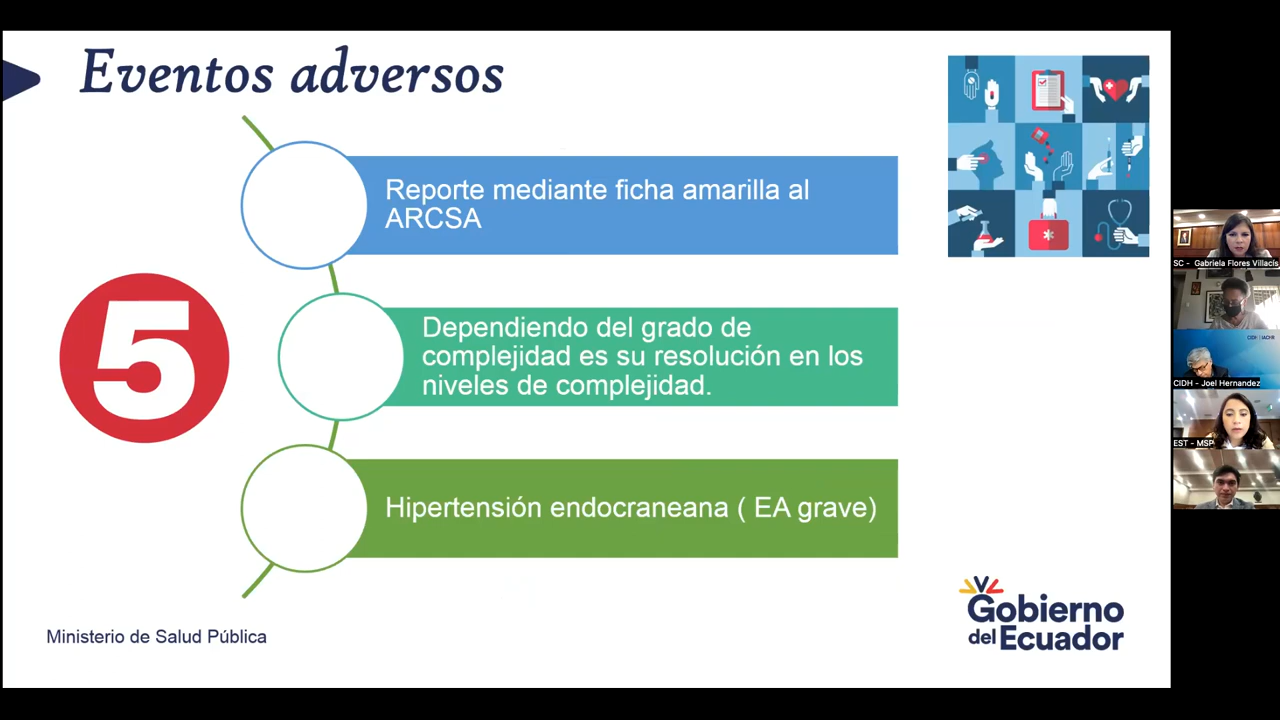 Eventos adversos
Reporte mediante ficha amarilla al
ARCSA
5
Dependiendo del grado de
complejidad es su resolución en los
niveles de complejidad.
Hipertensión endocraneana ( EA grave)
Ministerio de Salud Pública
Gobierno
del Ecuador
SC - Gabriela Flores Villacís
CIDH IACHR
CIDH - Joel Hernandez
EST - MSP